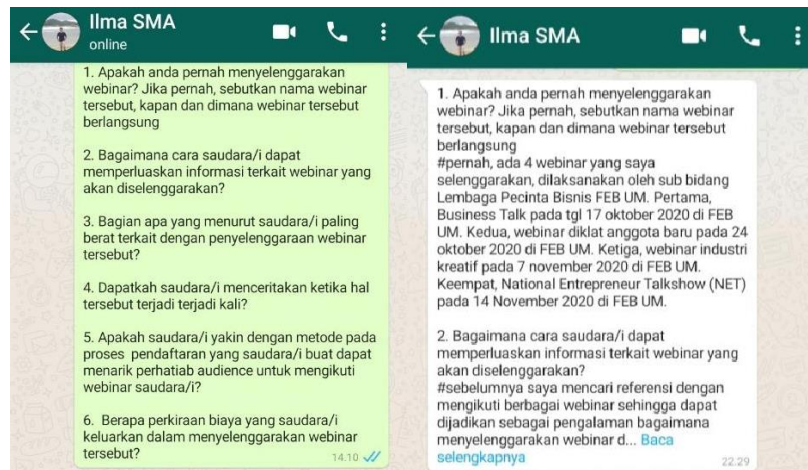 Ilma SMA
online
1. Apakah anda pernah menyelenggarakan
webinar? Jika pernah, sebutkan nama webinar
tersebut, kapan dan dimana webinar tersebut
berlangsung
2. Bagaimana cara saudara/i dapat
memperluaskan informasi terkait webinar yang
akan diselenggarakan?
3. Bagian apa yang menurut saudara/i paling
berat terkait dengan penyelenggaraan webinar
tersebut?
4. Dapatkah saudara/i menceritakan ketika hal
tersebut terjadi terjadi kali?
5. Apakah saudara/i yakin dengan metode pada
proses pendaftaran yang saudara/i buat dapat
menarik perhatiab audience untuk mengikuti
webinar saudara/i?
6. Berapa perkiraan biaya yang saudara/i
keluarkan dalam menyelenggarakan webinar
tersebut?
14.10
Ilma SMA
1. Apakah anda pernah menyelenggarakan
webinar? Jika pernah, sebutkan nama webinar
tersebut, kapan dan dimana webinar tersebut
berlangsung
#pernah, ada 4 webinar yang saya
selenggarakan, dilaksanakan oleh sub bidang
Lembaga Pecinta Bisnis FEB UM. Pertama,
Business Talk pada tgl 17 oktober 2020 di FEB
UM. Kedua, webinar diklat anggota baru pada 24
oktober 2020 di FEB UM. Ketiga, webinar industri
kreatif pada 7 november 2020 di FEB UM.
Keempat, National Entrepreneur Talkshow (NET)
pada 14 November 2020 di FEB UM.
2. Bagaimana cara saudara/i dapat
memperluaskan informasi terkait webinar yang
akan diselenggarakan?
#sebelumnya saya mencari referensi dengan
mengikuti berbagai webinar sehingga dapat
dijadikan sebagai pengalaman bagaimana
menyelenggarakan webinar d... Baca
selengkapnya
22.29